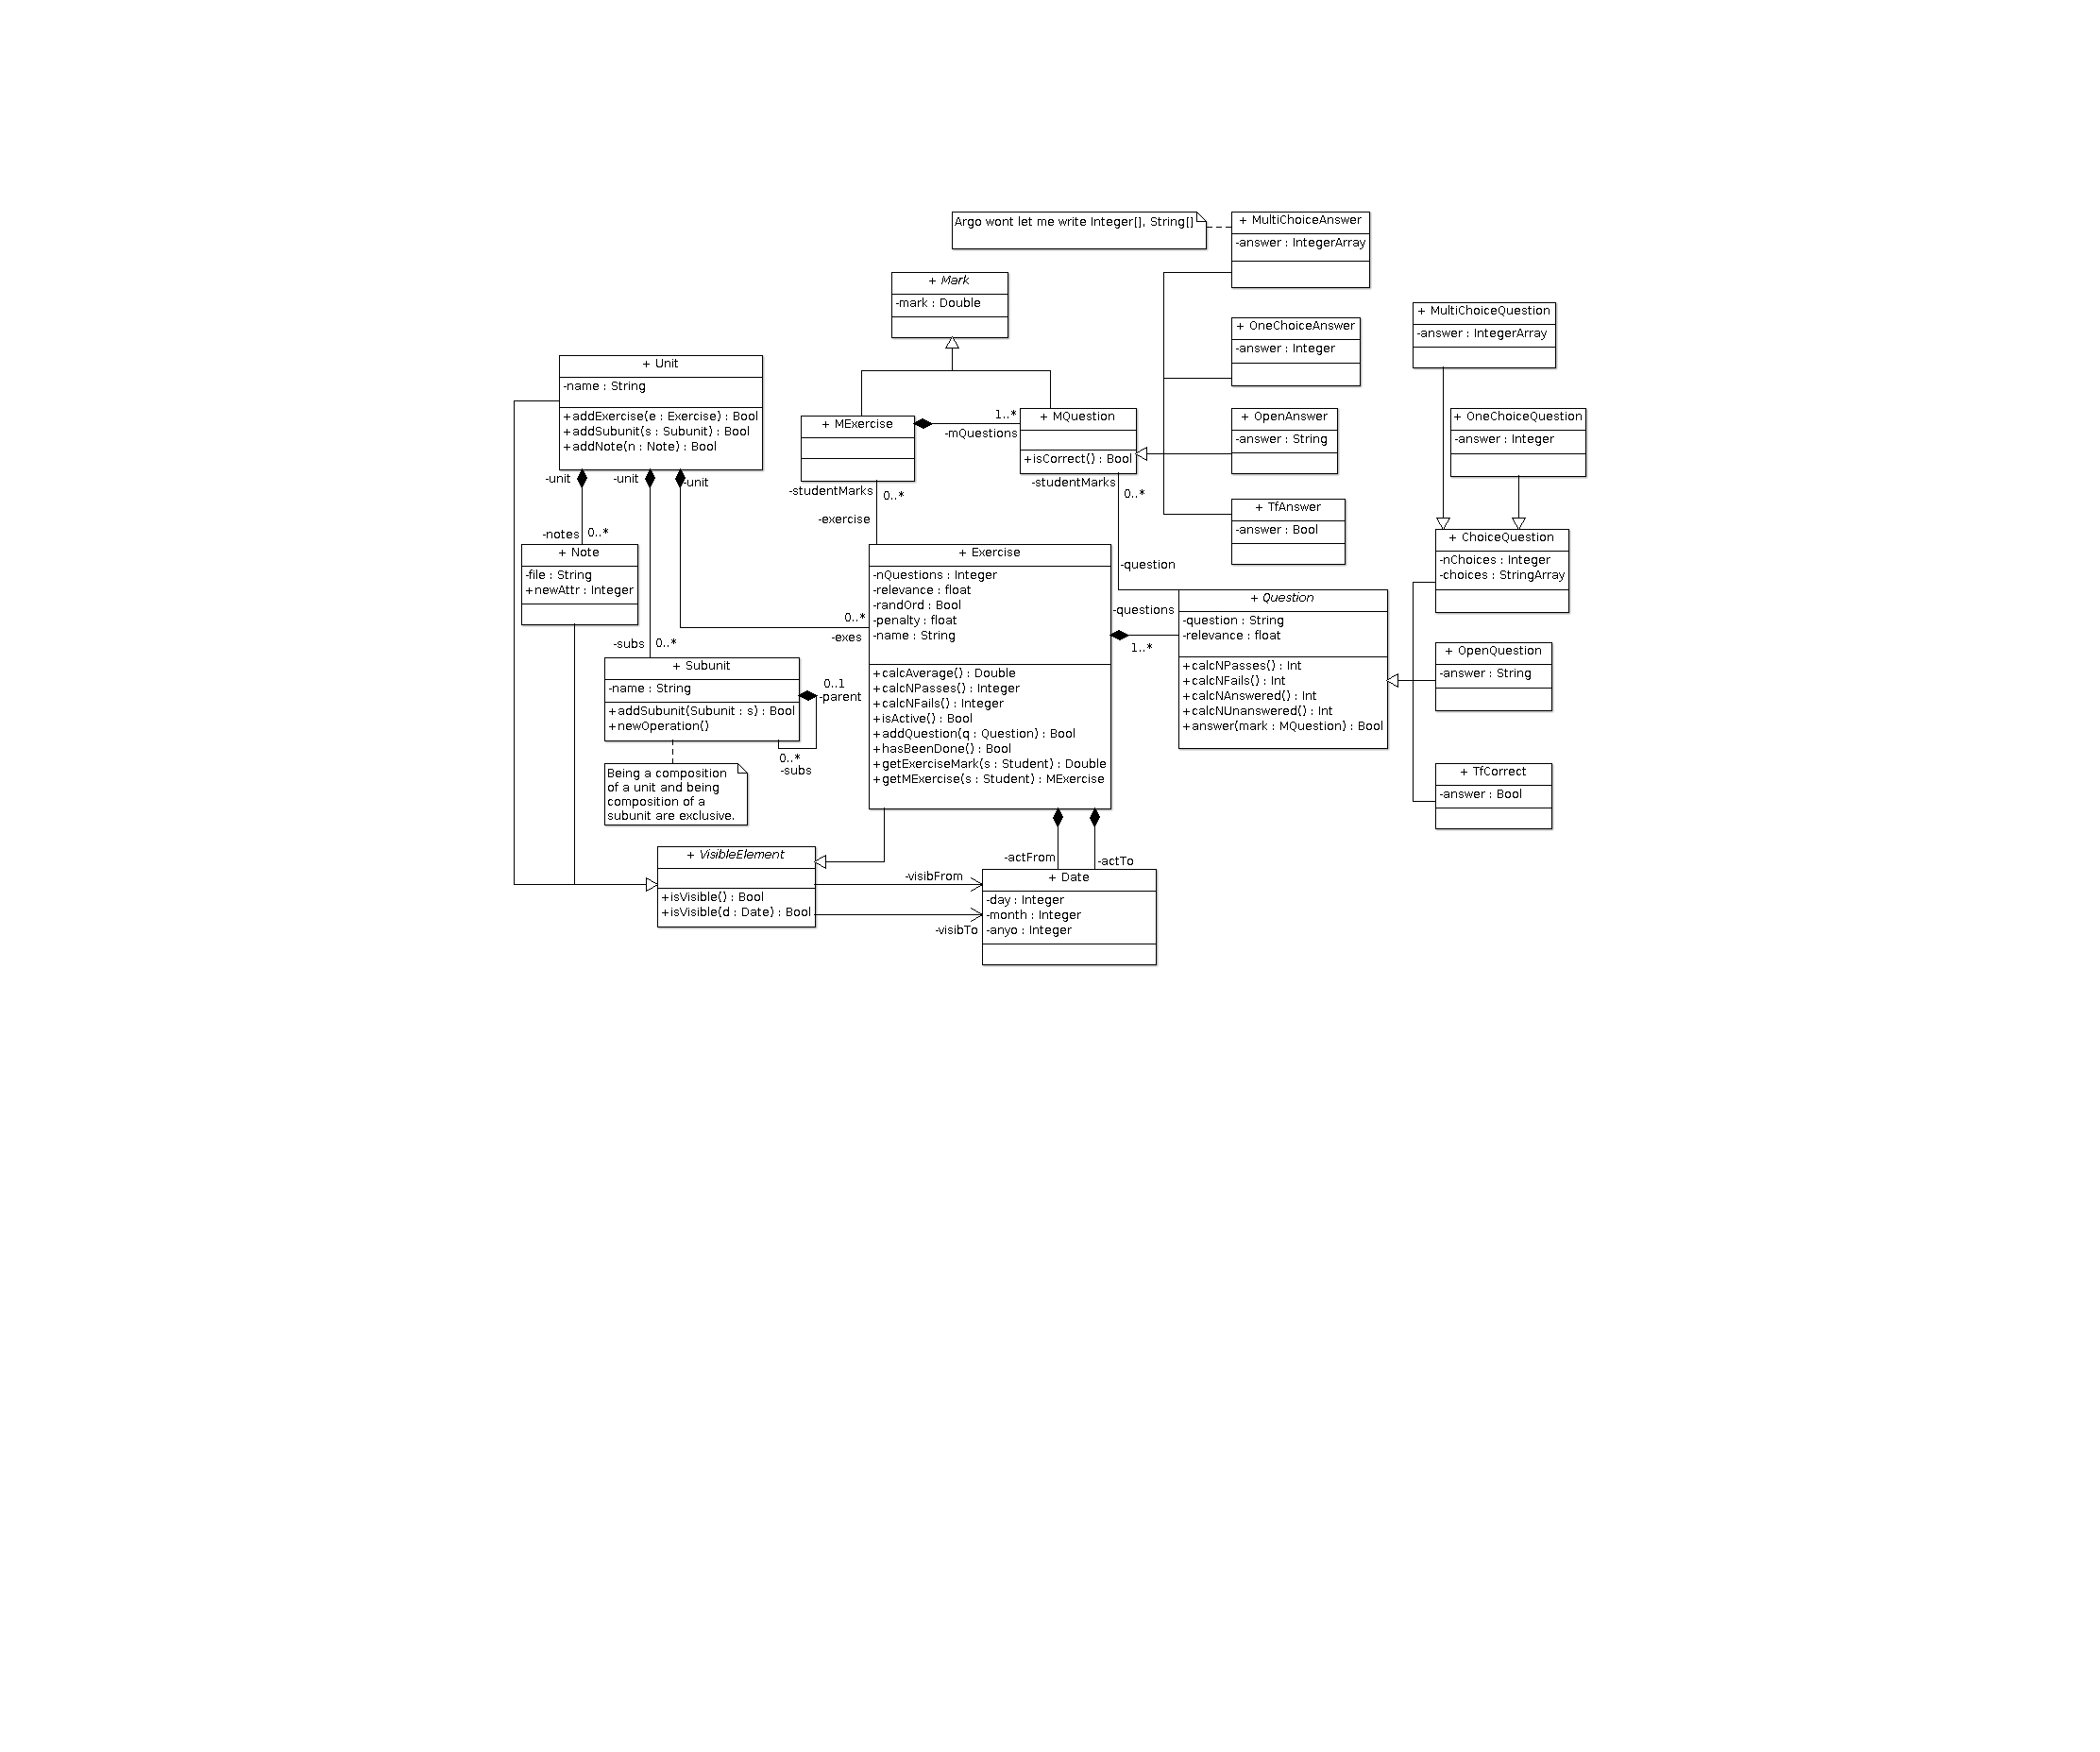 Argo wont let me write Integer[], String[]
+ MultiChoiceAnswer
-answer : IntegerArray
+ Mark
-mark : Double
+ MultiChoiceQuestion
-answer : IntegerArray
+ OneChoiceAnswer
-answer : Integer
+ Unit
-name : String
+addExercise(e : Exercise) : Bool
+addSubunit(s : Subunit) : Bool
+addNote(n : Note) : Bool
-unit
-unit
-unit
+ MExercise
1..*
-mQuestions
+ MQuestion
+isCorrect() : Bool
+ OpenAnswer
-answer : String
+ OneChoiceQuestion
-answer : Integer
-studentMarks
0..*
-exercise
-studentMarks
0..*
-question
+ TfAnswer
-answer : Bool
-notes
0..*
+ Note
-file : String
+newAttr : Integer
+ Exercise
-nQuestions : Integer
-relevance : float
-randOrd : Bool
-penalty : float
-name : String
+calcAverage() : Double
+calcNPasses() : Integer
+calcNFails() : Integer
+isActive() : Bool
+addQuestion(q : Question) : Bool
+hasBeenDone() : Bool
+getExerciseMark(s : Student) : Double
+getMExercise(s : Student) : MExercise
0..*
-exes
-questions
1..*
+ Question
-question : String
-relevance : float
+calcNPasses() : Int
+calcNFails() : Int
+calcNAnswered() : Int
+calcNUnanswered() : Int
+answer(mark : MQuestion) : Bool
+ ChoiceQuestion
-nChoices : Integer
-choices : StringArray
+ OpenQuestion
-answer : String
+ TfCorrect
-answer : Bool
-subs
0..*
+ Subunit
-name : String
+addSubunit(Subunit : s) : Bool
+newOperation()
0..1
-parent
0..*
-subs
Being a composition
of a unit and being
composition of a
subunit are exclusive.
+ VisibleElement
+isVisible() : Bool
+isVisible(d : Date) : Bool
-actFrom
-actTo
-visibFrom
-visibTo
+ Date
-day : Integer
-month : Integer
-anyo : Integer